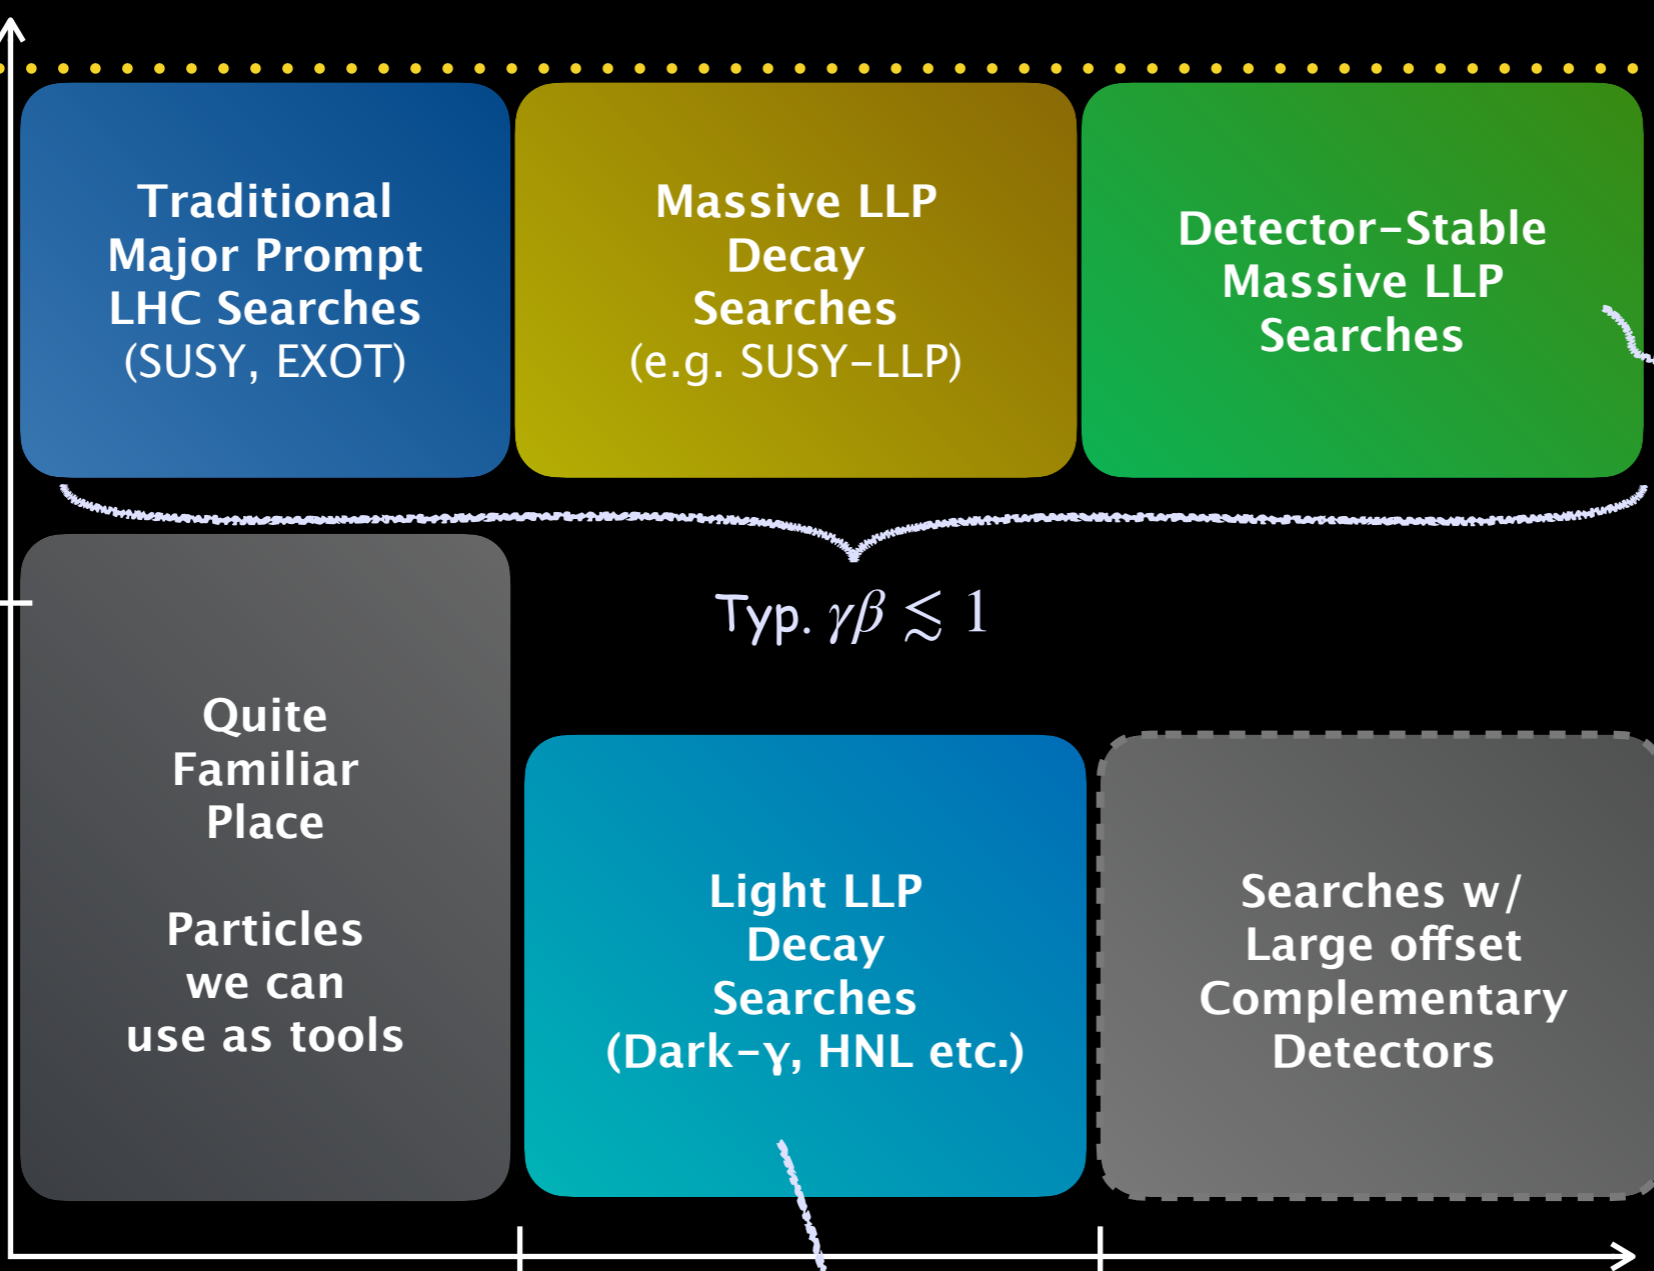 Traditional
Major Prompt
LHC Searches
(SUSY, EXOT)
Massive LLP
Decay
Searches
(e.g. SUSY-LLP)
Detector-Stable
Massive LLP
Searches
Typ. γβ ≲ 1
Quite
Familiar
Place
Particles
we can
use as tools
Light LLP
Decay
Searches
(Dark-γ, HNL etc.)
Searches w/
Large offset
Complementary
Detectors